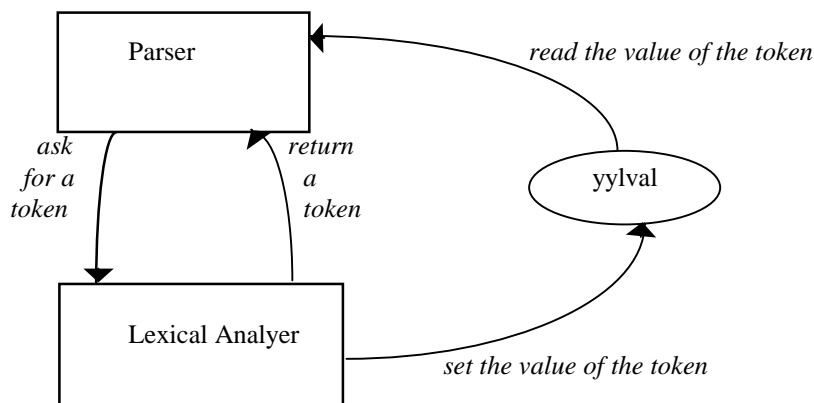 Parser
read the value of the token
ask
for a
token
return
a
token
yylval
Lexical Analyer
set the value of the token